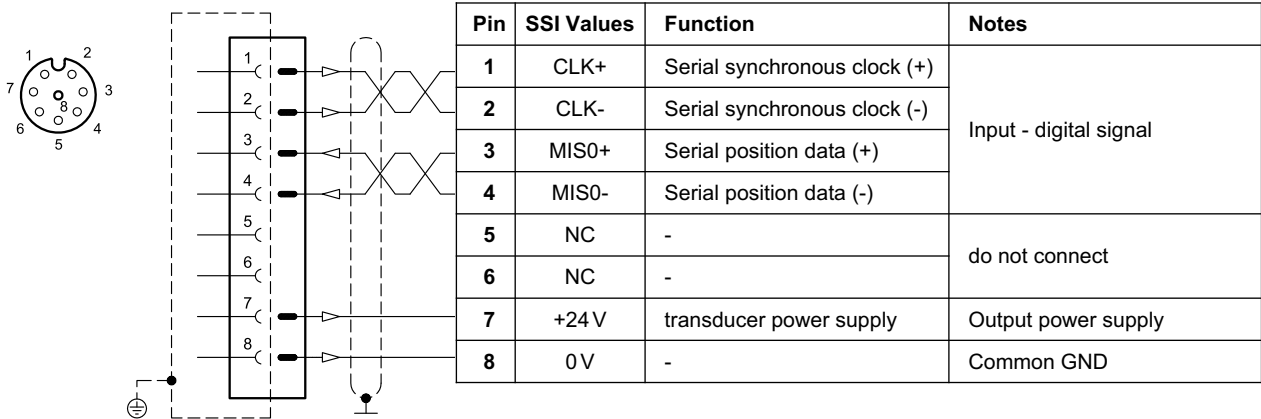 1 2
7 8 3
6 4
5
1
2
3
4
5
6
7
8
Pin SSI Values Function Notes
1 CLK+ Serial synchronous clock (+)
2 CLK- Serial synchronous clock (-)
Input - digital signal
3 MIS0+ Serial position data (+)
4 MIS0- Serial position data (-)
5 NC -
do not connect
6 NC -
7 +24 V transducer power supply Output power supply
8 0 V - Common GND